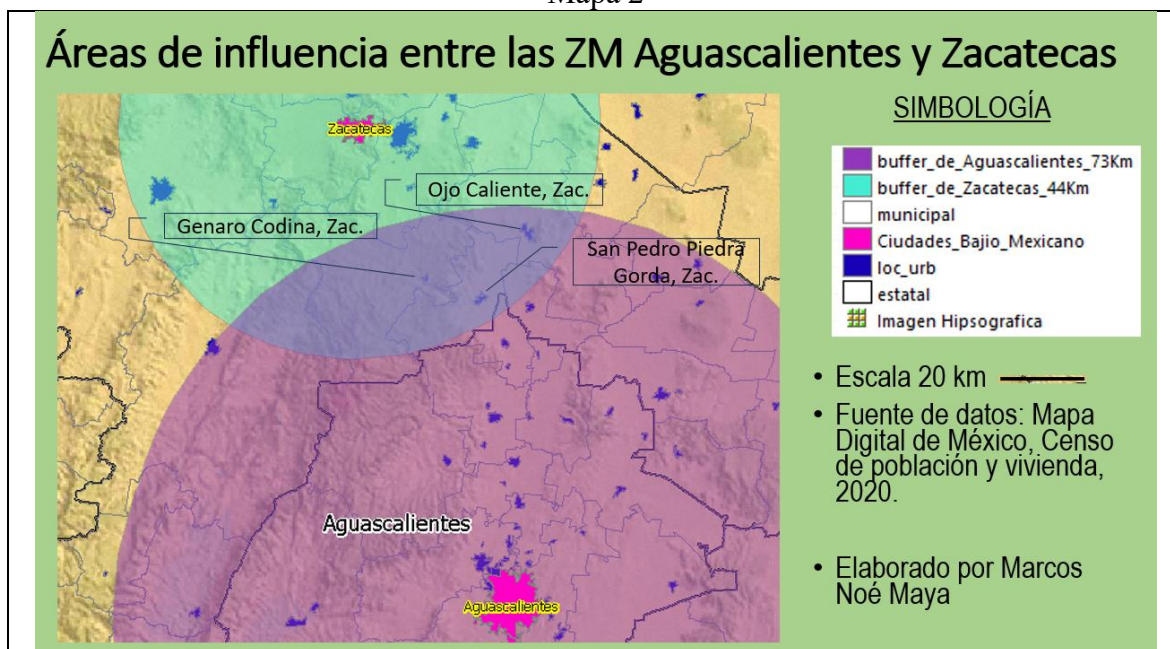 Mapa 2
Áreas de influencia entre las ZM Aguascalientes y Zacatecas
Zacatecas
Ojo Caliente, Zac.
Genaro Codina, Zac.
San Pedro Piedra
Gorda, Zac.
Aguascalientes
Aguascalientes
SIMBOLOGÍA
buffer_de_Aguascalientes_73Km
buffer_de_Zacatecas_44Km
municipal
Ciudades_Bajio_Mexicano
loc_urb
estatal
Imagen Hipsografica
• Escala 20 km
• Fuente de datos: Mapa
Digital de México, Censo
de población y vivienda,
2020.
• Elaborado por Marcos
Noé Maya